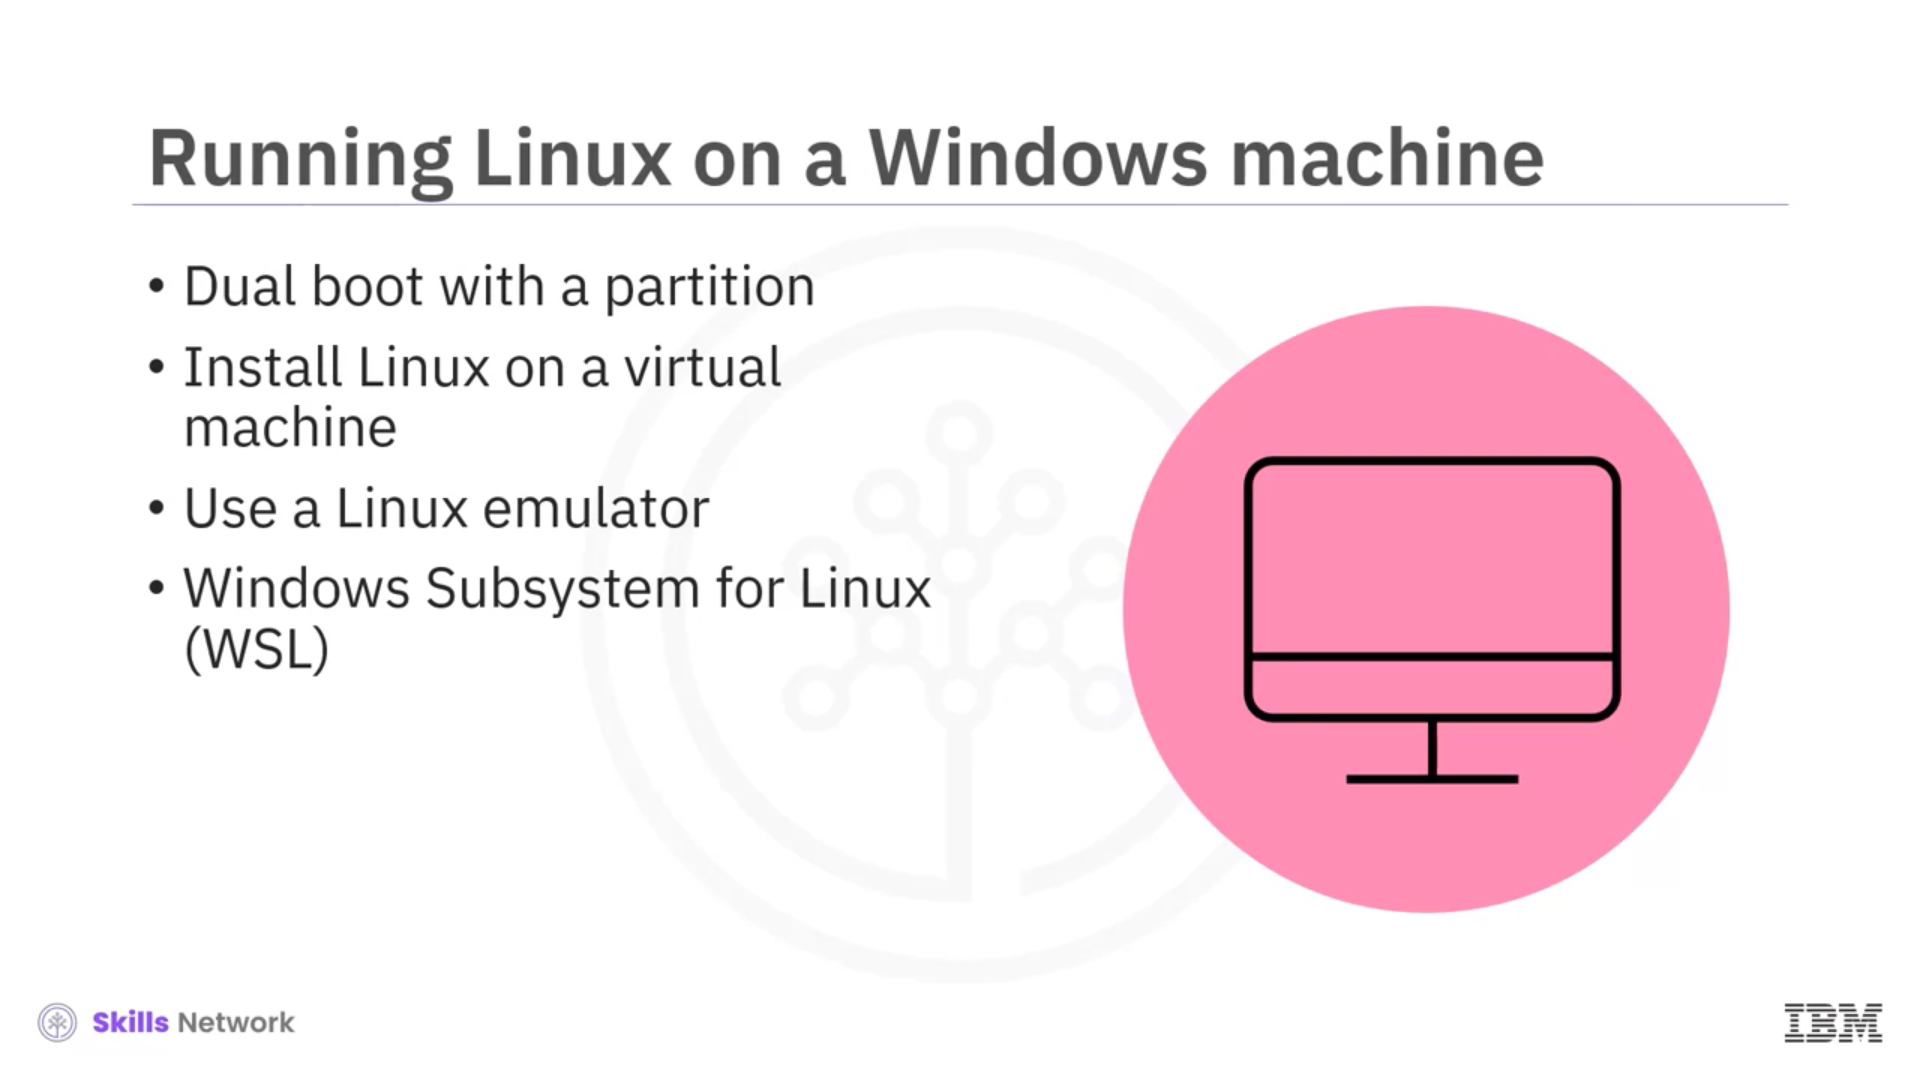 Running Linux on a Windows machine
• Dual boot with a partition
• Install Linux on a virtual
machine
• Use a Linux emulator
• Windows Subsystem for Linux
(WSL)
Skills Network
IBM